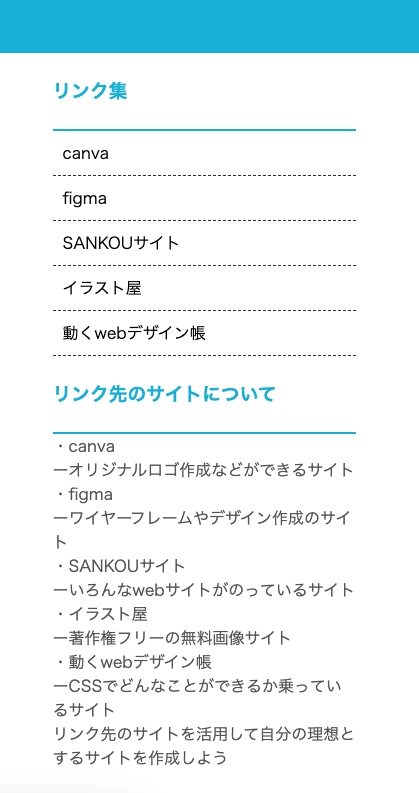 リンク集
canva
figma
SANKOUサイト
イラスト屋
動くwebデザイン帳
リンク先のサイトについて
・canva
ーオリジナルロゴ作成などができるサイト
・figma
ーワイヤーフレームやデザイン作成のサイ
ト
・SANKOUサイト
ーいろんなwebサイトがのっているサイト
・イラスト屋
ー著作権フリーの無料画像サイト
・動くwebデザイン帳
ーCSSでどんなことができるか乗ってい
るサイト
リンク先のサイトを活用して自分の理想と
するサイトを作成しよう